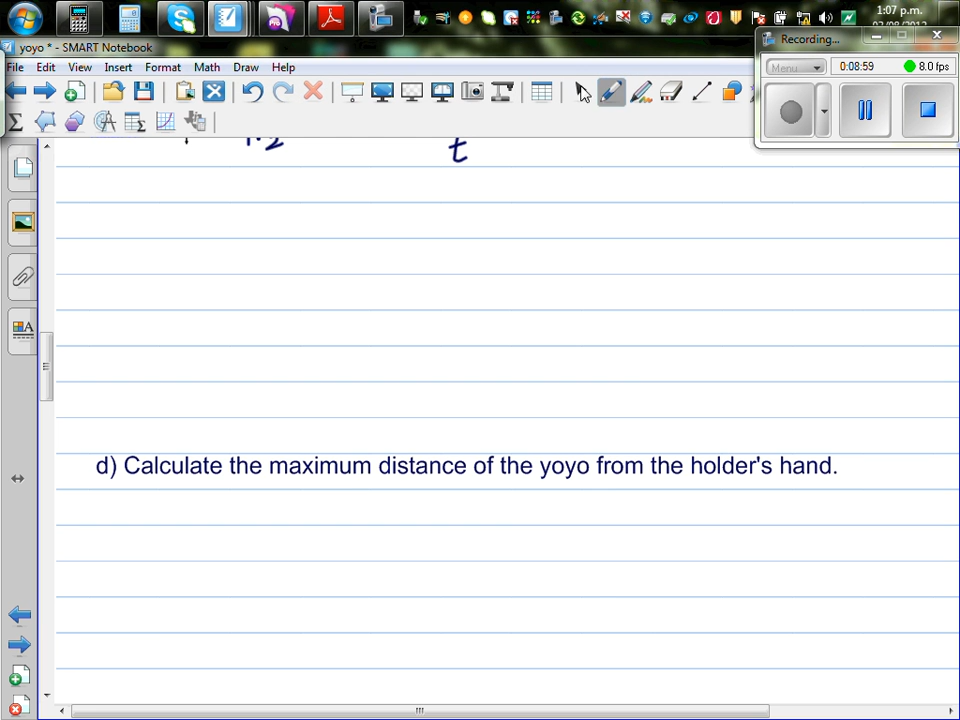 1:07 p.m.
yoyo * - SMART Notebook
Recording...
File Edit View Insert Format Math Draw Help
Menu
0:08:59
8.0 fps
t
d) Calculate the maximum distance of the yoyo from the holder's hand.